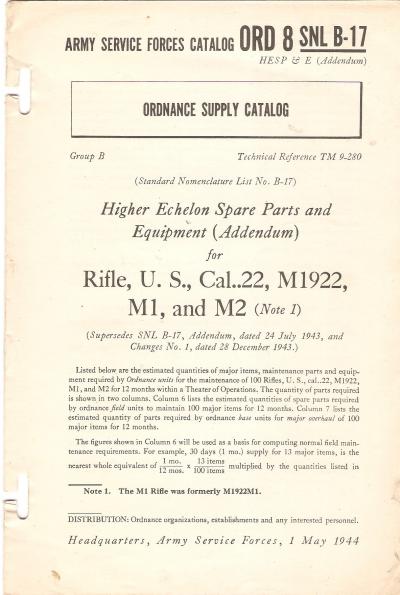 ARMY SERVICE FORCES CATALOG ORD 8 SNL B-17
HESP & E (Addendum)
ORDNANCE SUPPLY CATALOG
Group B Technical Reference TM 9-280
(Standard Nomenclature List No. B-17)
Higher Echelon Spare Parts and
Equipment (Addendum)
for
Rifle, U. S., Cal..22, M1922,
M1, and M2 (Note 1)
(Supersedes SNL B-17, Addendum, dated 24 July 1943, and
Changes No. 1, dated 28 December 1943.)
Listed below are the estimated quantities of major items, maintenance parts and equip-
ment required by Ordnance units for the maintenance of 100 Rifles, U. S., cal..22, M1922,
M1, and M2 for 12 months within a Theater of Operations. The quantity of parts required
is shown in two columns. Column 6 lists the estimated quantities of spare parts required
by ordnance field units to maintain 100 major items for 12 months. Column 7 lists the
estimated quantity of parts required by ordnance base units for major overhaul of 100
major items for 12 months.
The figures shown in Column 6 will be used as a basis for computing normal field main-
tenance requirements. For example, 30 days (1 mo.) supply for 13 major items, is the
nearest whole equivalent of 1 mo./12 mos. x 13 items/100 items multiplied by the quantities listed in
Note 1. The M1 Rifle was formerly M1922M1.
DISTRIBUTION: Ordnance organizations, establishments and any interested personnel.
Headquarters, Army Service Forces, 1 May 1944